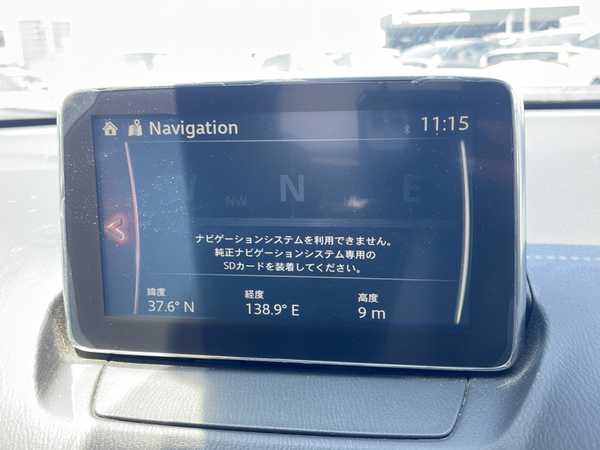 Navigation 11:15
NW N E
ナビゲーションシステムを利用できません。
純正ナビゲーションシステム専用の
SDカードを装着してください。
緯度 経度 高度
37.6° N 138.9° E 9 m